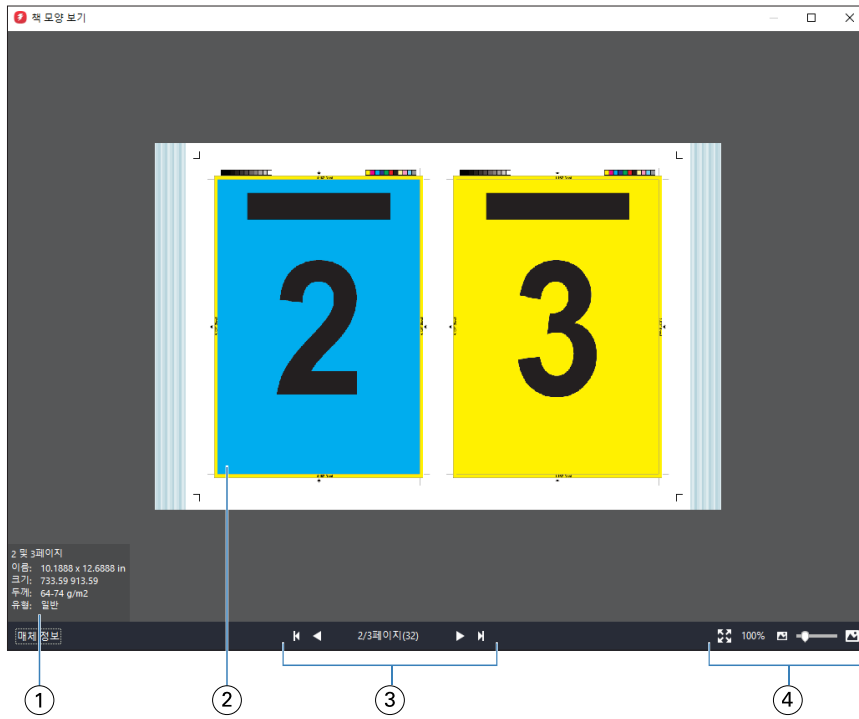 책 모양 보기
2
3
2 및 3페이지
이름: 10.1888 x 12.6888 in
크기: 733.59 913.59
두께: 64-74 g/m2
유형: 일반
매체 정보
2/3페이지(32)
100%
1
2
3
4